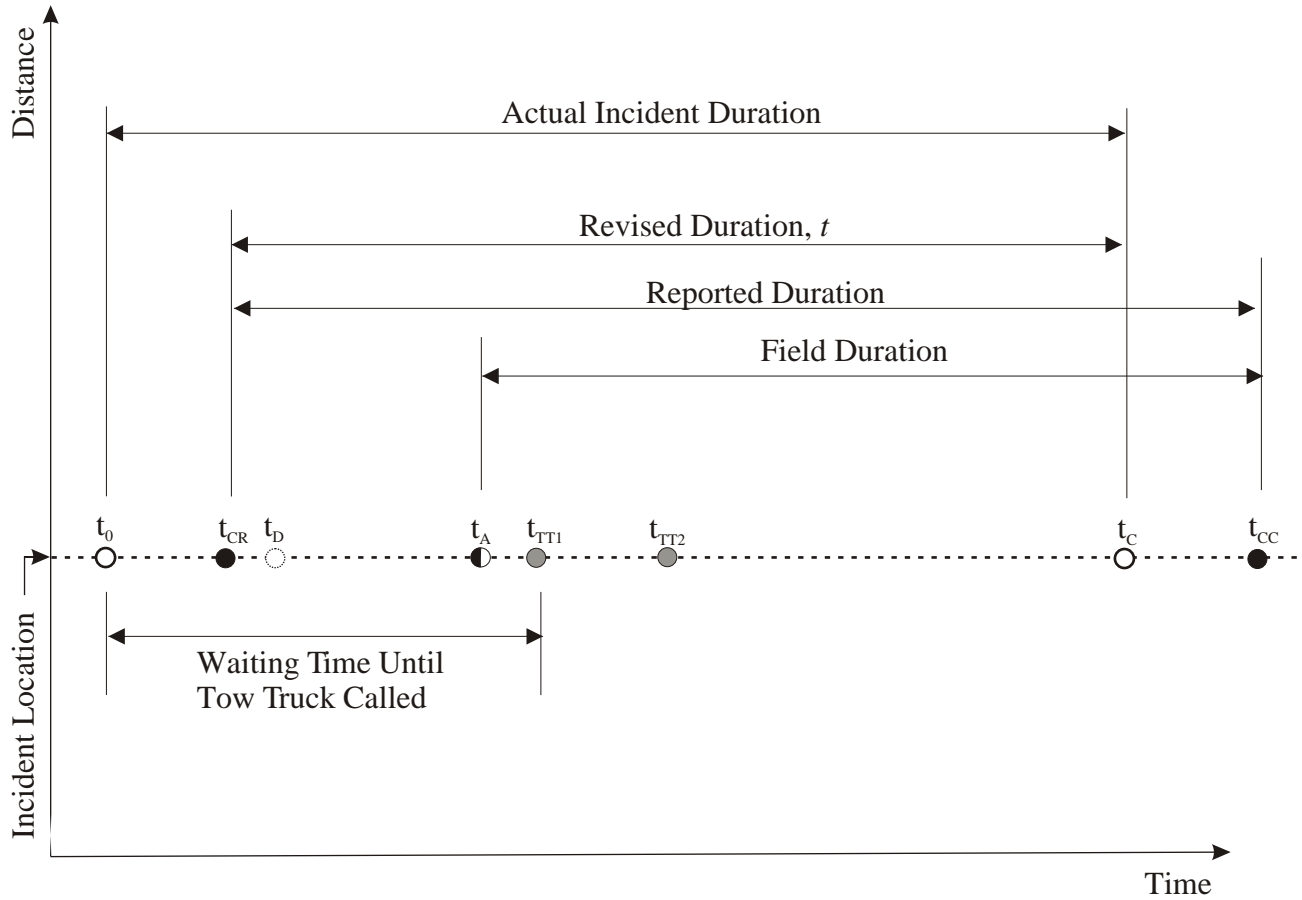 Distance
Actual Incident Duration
Revised Duration, t
Reported Duration
Field Duration
t0
tCR
tD
tA
tTT1
tTT2
tC
tCC
Waiting Time Until
Tow Truck Called
Incident Location
Time